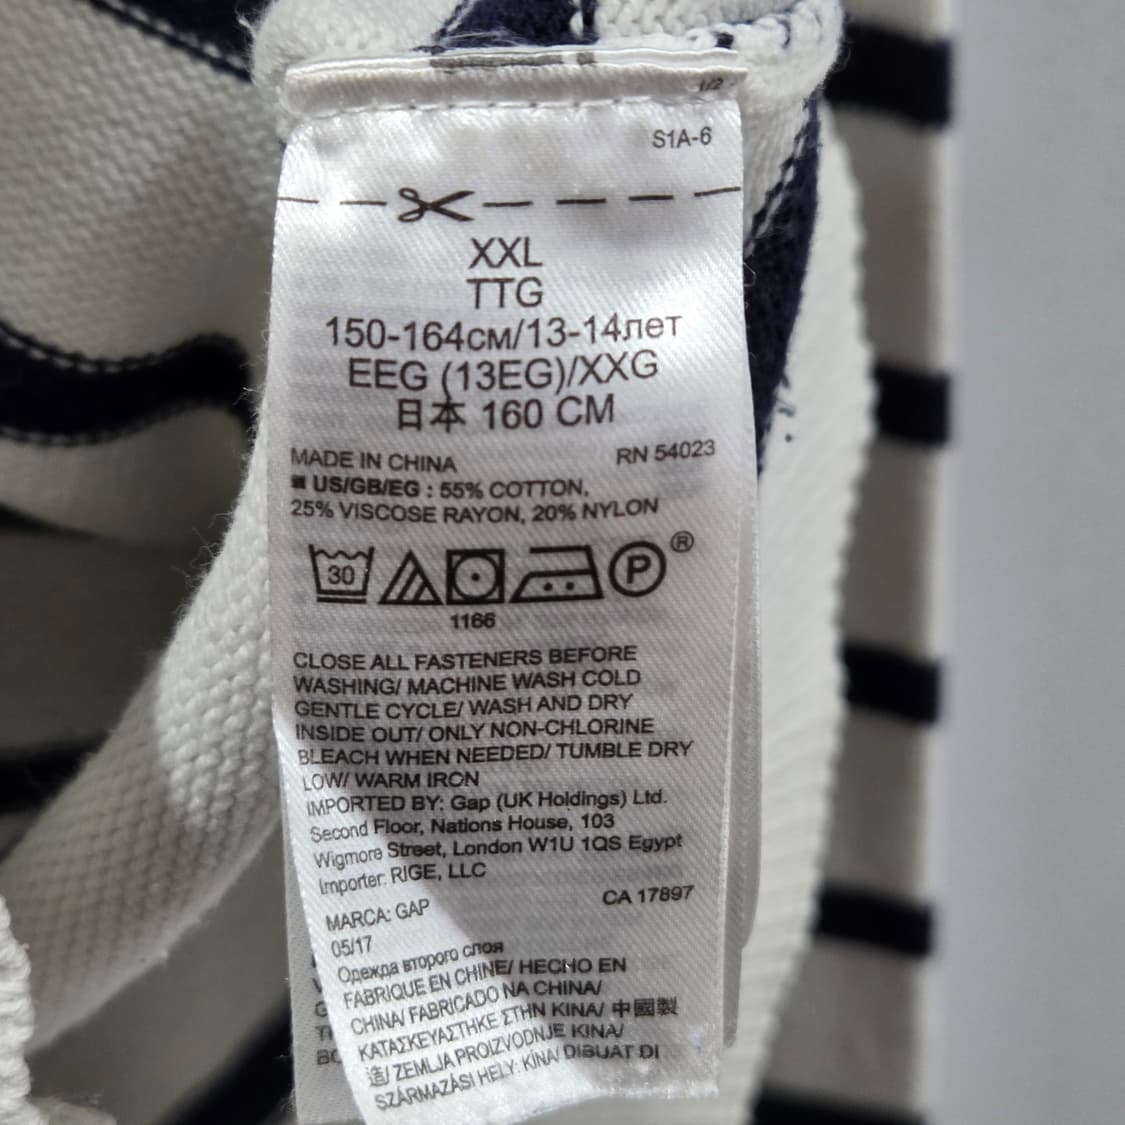 1/2
S1A-6
XXL
TTG
150-164см/13-14лет
EEG (13EG)/XXG
日本 160 CM
MADE IN CHINA RN 54023
US/GB/EG : 55% COTTON,
25% VISCOSE RAYON, 20% NYLON
30 P ®
1166
CLOSE ALL FASTENERS BEFORE
WASHING/ MACHINE WASH COLD
GENTLE CYCLE/ WASH AND DRY
INSIDE OUT/ ONLY NON-CHLORINE
BLEACH WHEN NEEDED/ TUMBLE DRY
LOW/ WARM IRON
IMPORTED BY: Gap (UK Holdings) Ltd.
Second Floor, Nations House, 103
Wigmore Street, London W1U 1QS Egypt
Importer: RIGE, LLC
CA 17897
MARCA: GAP
05/17
Одежда второго слоя
FABRIQUE EN CHINE/ HECHO EN
CHINA/ FABRICADO NA CHINA/
ΚΑΤΑΣΚΕΥΑΣΤΗΚΕ ΣΤΗΝ ΚΙΝΑ/ 中國製
造/ ZEMLJA PROIZVODNJE KINA/
SZÁRMAZÁSI HELY: KÍNA/ DIBUAT DI